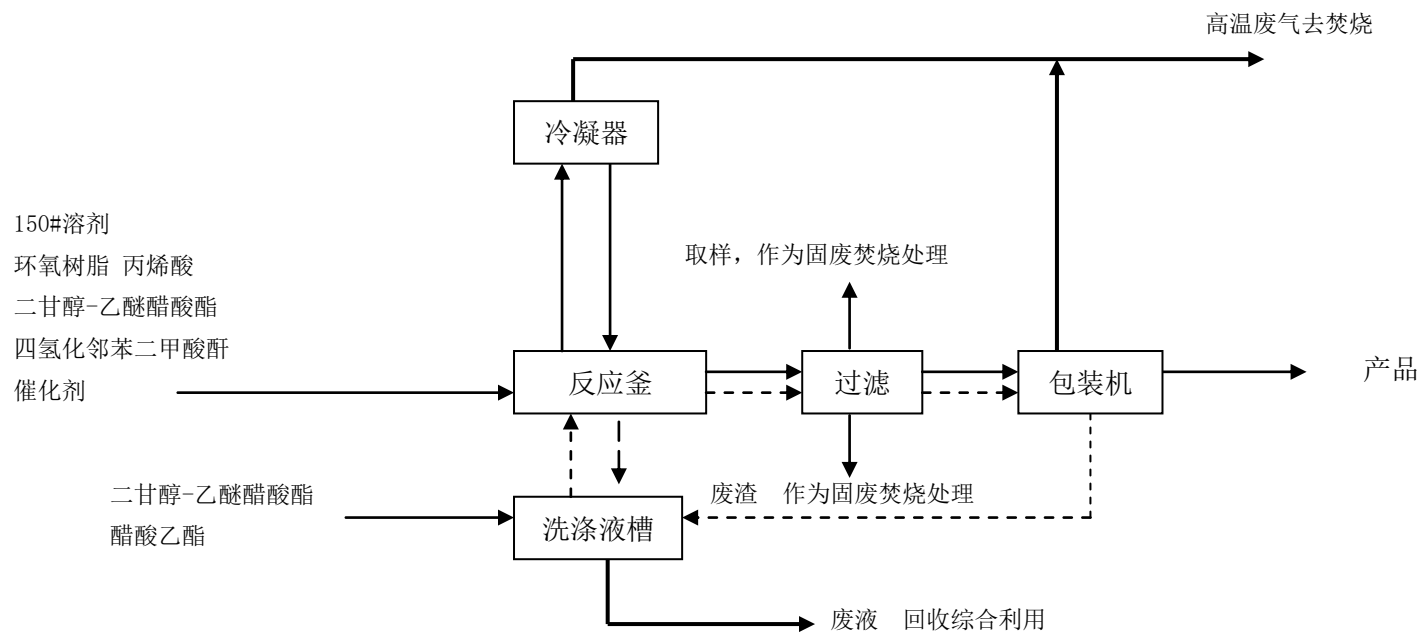 高温废气去焚烧
冷凝器
150#溶剂
环氧树脂 丙烯酸
二甘醇-乙醚醋酸酯
四氢化邻苯二甲酸酐
催化剂
取样，作为固废焚烧处理
反应釜
过滤
包装机
产品
二甘醇-乙醚醋酸酯
醋酸乙酯
洗涤液槽
废渣 作为固废焚烧处理
废液 回收综合利用